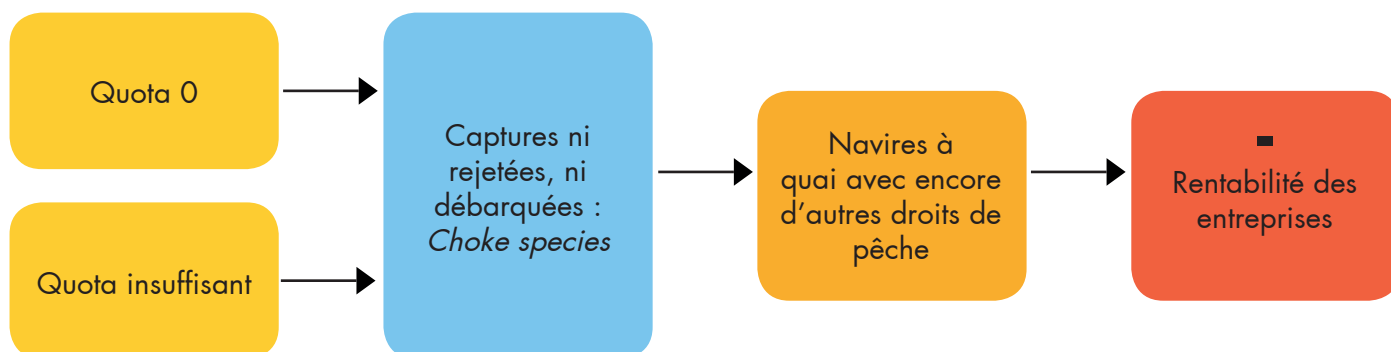 Quota 0
Quota insuffisant
Captures ni
rejetées, ni
débarquées :
Choke species
Navires à
quai avec encore
d’autres droits de
pêche
-
Rentabilité des
entreprises